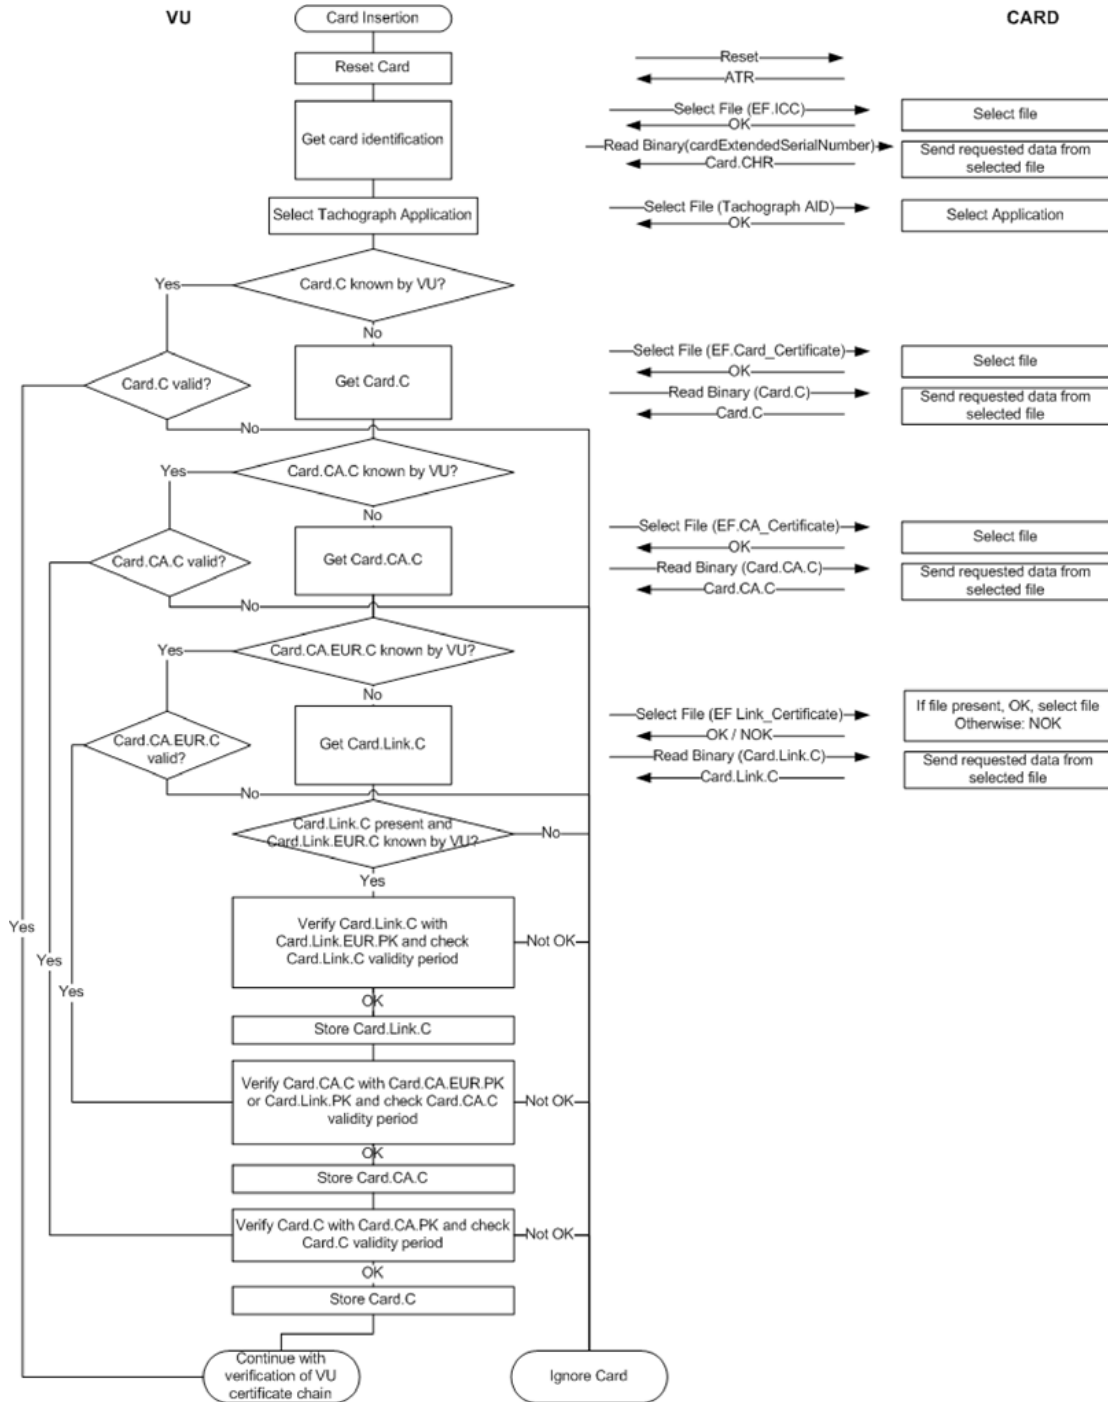 VU
Card Insertion
CARD
Reset Card
Reset
ATR
Get card identification
Select File (EF.ICC)
OK
Select file
Read Binary(cardExtendedSerialNumber)
Card.CHR
Send requested data from
selected file
Select Tachograph Application
Select File (Tachograph AID)
OK
Select Application
Card.C known by VU?
Yes
No
Card.C valid?
Get Card.C
Select File (EF.Card_Certificate)
OK
Select file
Read Binary (Card.C)
Card.C
Send requested data from
selected file
No
Card.CA.C known by VU?
Yes
No
Card.CA.C valid?
Get Card.CA.C
Select File (EF.CA_Certificate)
OK
Select file
Read Binary (Card.CA.C)
Card.CA.C
Send requested data from
selected file
No
Card.CA.EUR.C known by VU?
Yes
No
Card.CA.EUR.C
valid?
Get Card.Link.C
Select File (EF Link_Certificate)
OK / NOK
If file present, OK, select file
Otherwise: NOK
Read Binary (Card.Link.C)
Card.Link.C
Send requested data from
selected file
No
Card.Link.C present and
Card.Link.EUR.C known by VU?
No
Yes
Verify Card.Link.C with
Card.Link.EUR.PK and check
Card.Link.C validity period
Not OK
Yes
Yes
Yes
OK
Store Card.Link.C
Verify Card.CA.C with Card.CA.EUR.PK
or Card.Link.PK and check Card.CA.C
validity period
Not OK
OK
Store Card.CA.C
Verify Card.C with Card.CA.PK and check
Card.C validity period
Not OK
OK
Store Card.C
Continue with
verification of VU
certificate chain
Ignore Card